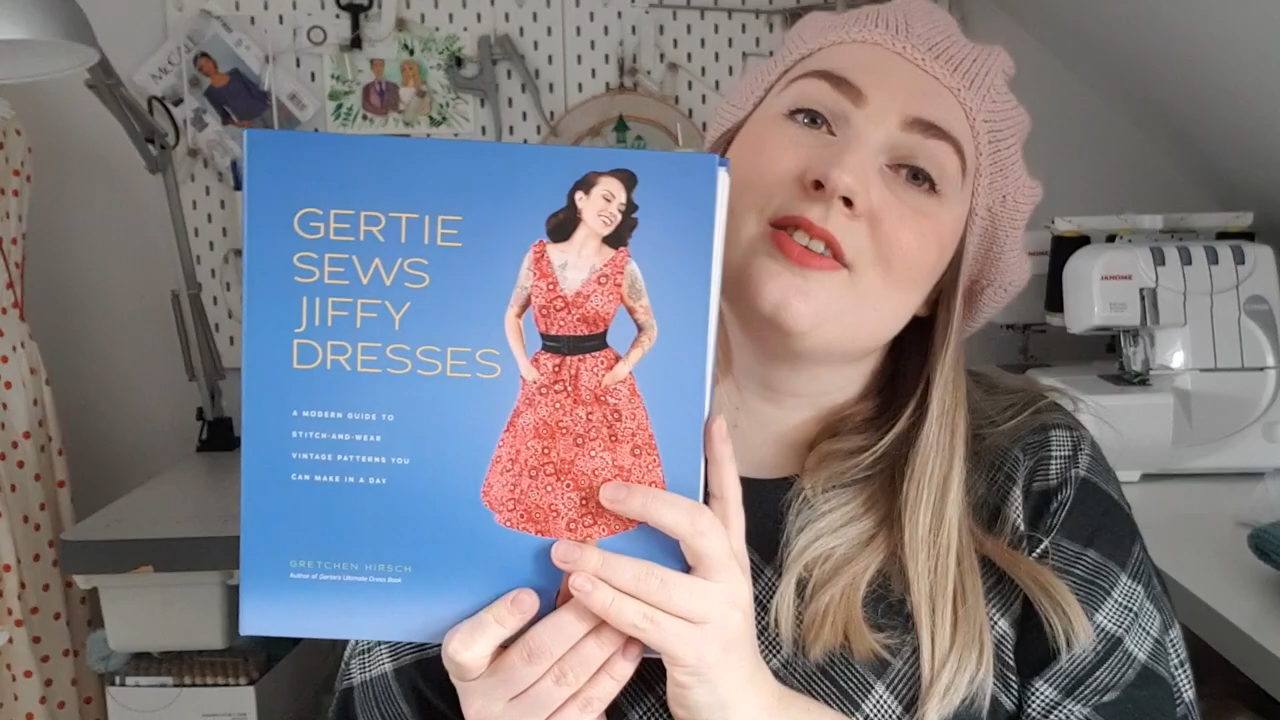 McCALL
GERTIE
SEWS
JIFFY
DRESSES
A MODERN GUIDE TO
STITCH-AND-WEAR
VINTAGE PATTERNS YOU
CAN MAKE IN A DAY
GRETCHEN HIRSCH
Author of Gertie's Ultimate Dress Book
JANOME